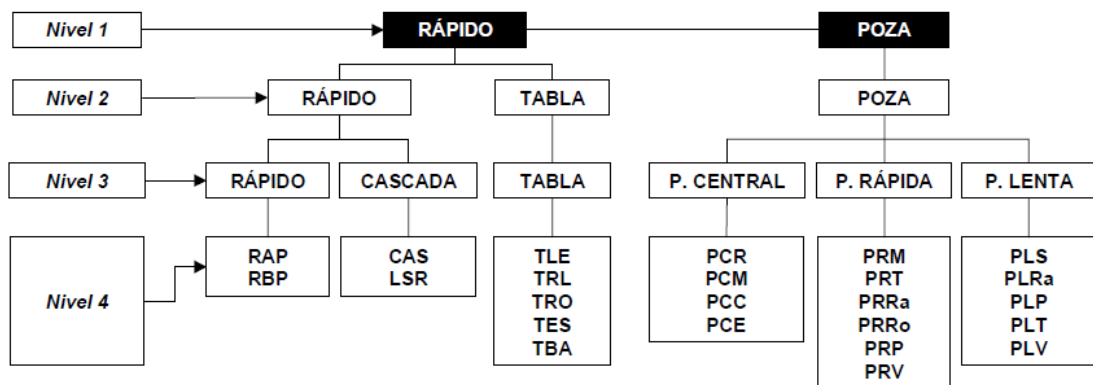 Nivel 1
RÁPIDO
POZA
Nivel 2
RÁPIDO
TABLA
POZA
Nivel 3
RÁPIDO
CASCADA
TABLA
P. CENTRAL
P. RÁPIDA
P. LENTA
Nivel 4
RAP
RBP
CAS
LSR
TLE
TRL
TRO
TES
TBA
PCR
PCM
PCC
PCE
PRM
PRT
PRRa
PRRo
PRP
PRV
PLS
PLRa
PLP
PLT
PLV